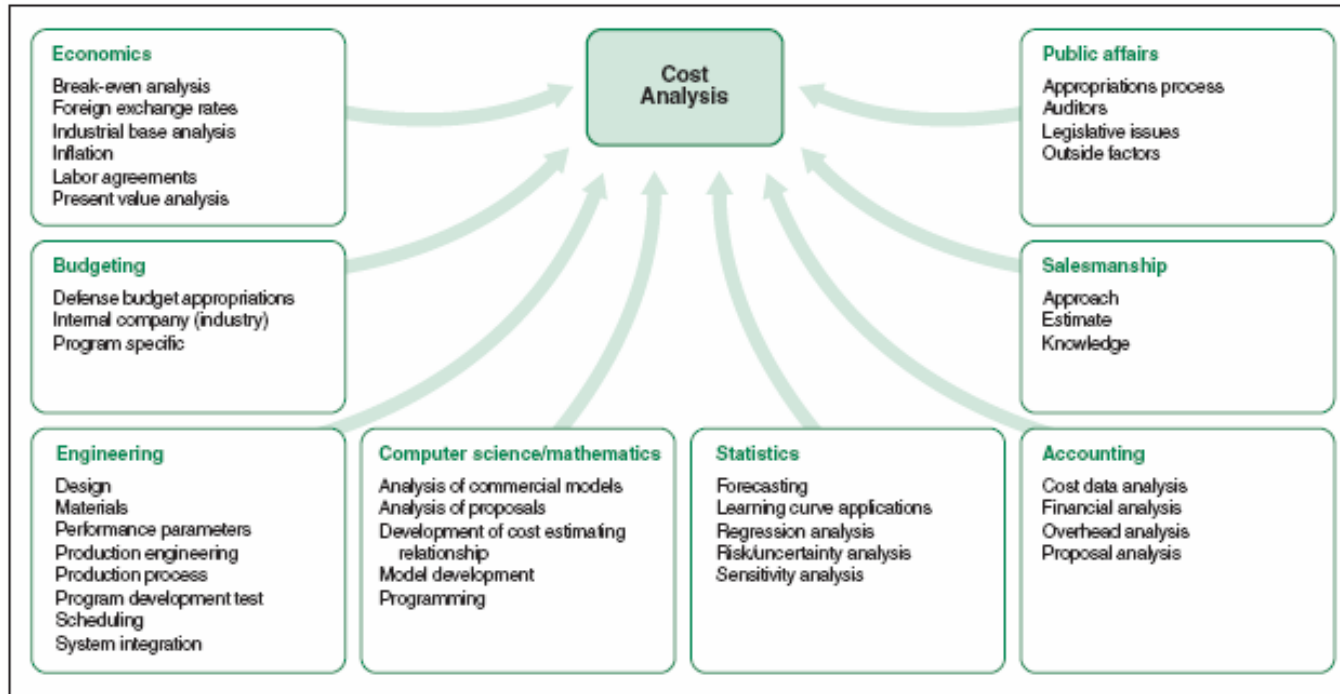 Economics
Break-even analysis
Foreign exchange rates
Industrial base analysis
Inflation
Labor agreements
Present value analysis
Cost
Analysis
Public affairs
Appropriations process
Auditors
Legislative issues
Outside factors
Budgeting
Defense budget appropriations
Internal company (industry)
Program specific
Salesmanship
Approach
Estimate
Knowledge
Engineering
Design
Materials
Performance parameters
Production engineering
Production process
Program development test
Scheduling
System integration
Computer science/mathematics
Analysis of commercial models
Analysis of proposals
Development of cost estimating
relationship
Model development
Programming
Statistics
Forecasting
Learning curve applications
Regression analysis
Risk/uncertainty analysis
Sensitivity analysis
Accounting
Cost data analysis
Financial analysis
Overhead analysis
Proposal analysis